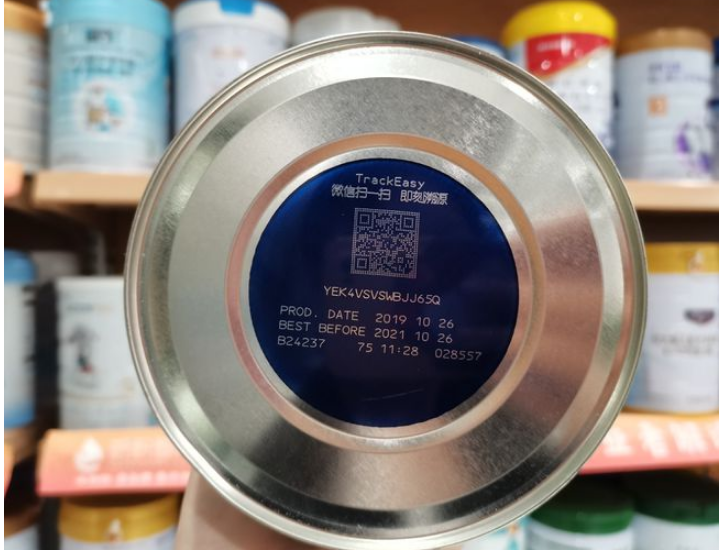 TrackEasy
微信扫一扫 即刻溯源
YEK4VSVSWBJJ65Q
PROD. DATE 2019 10 26
BEST BEFORE 2021 10 26
B24237 75 11:28 028557